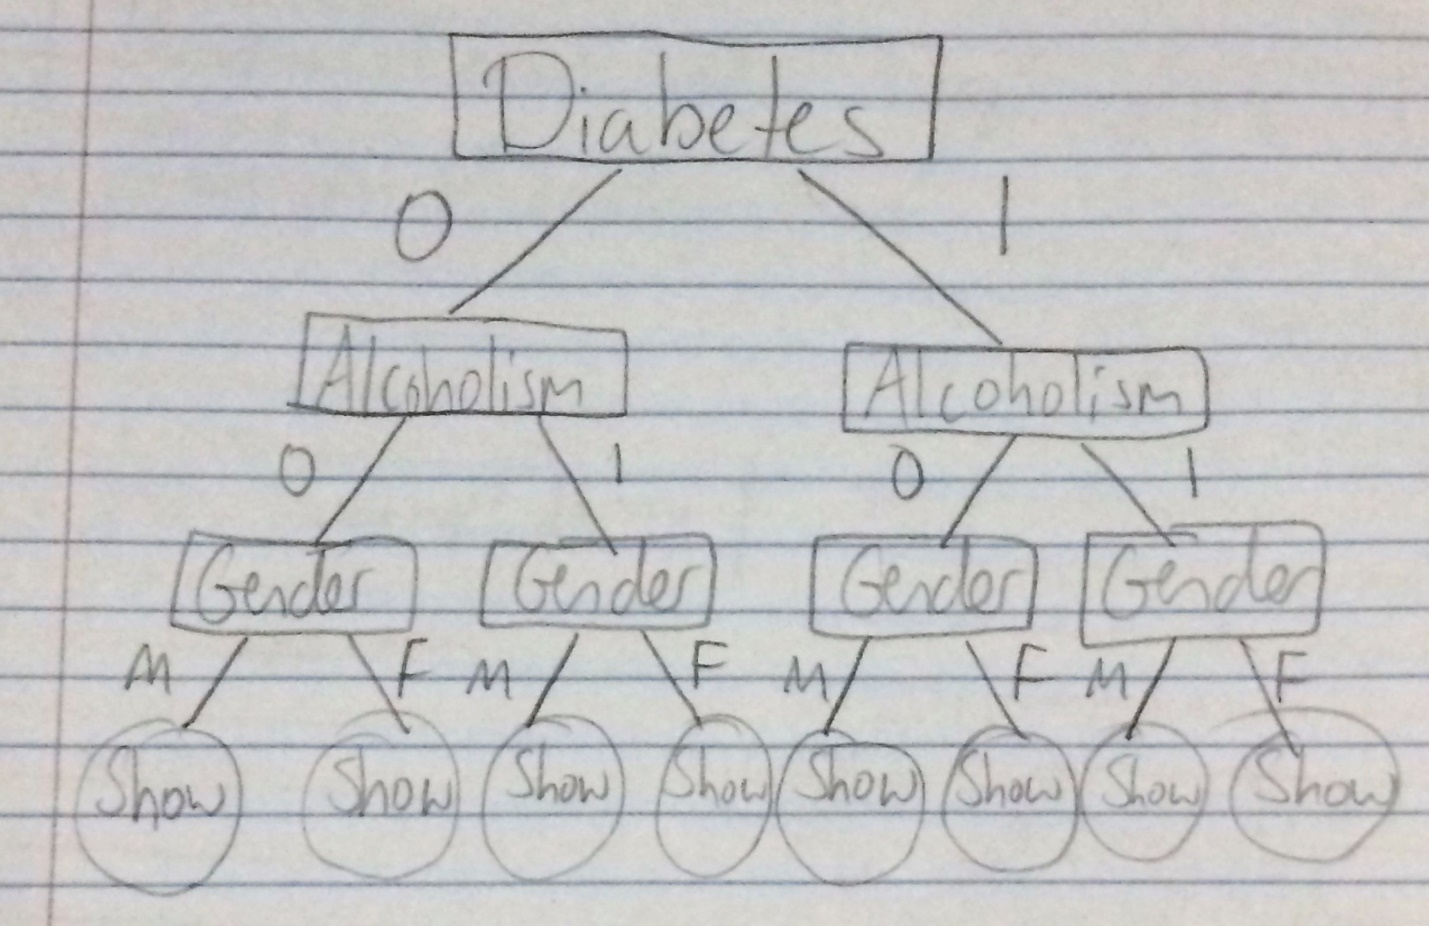 Diabetes
0 1
Alcoholism Alcoholism
0 1 0 1
Gender Gender Gender Gender
M F M F M F M F
Show Show Show Show Show Show Show Show